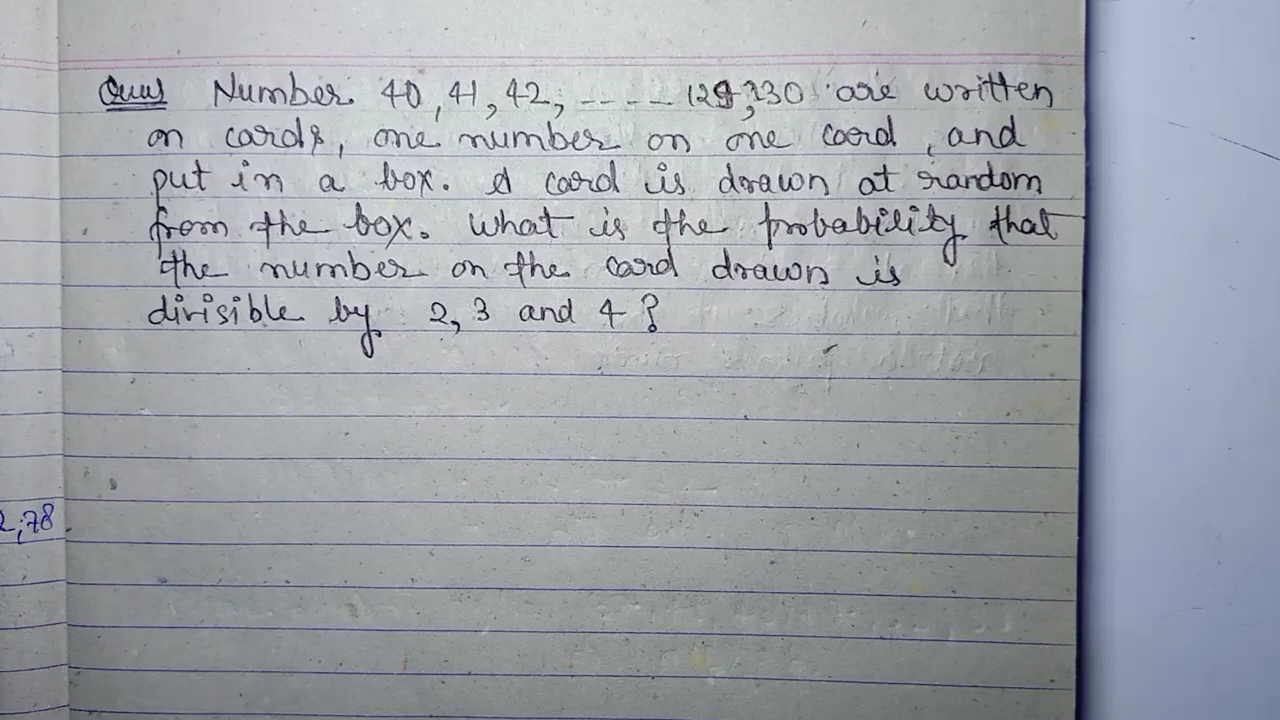 Ques Number 40, 41, 42, ---- 129, 130 are written
on cards, one number on one card, and
put in a box. A card is drawn at random
from the box. What is the probability that
the number on the card drawn is
divisible by 2, 3 and 4?
2,78